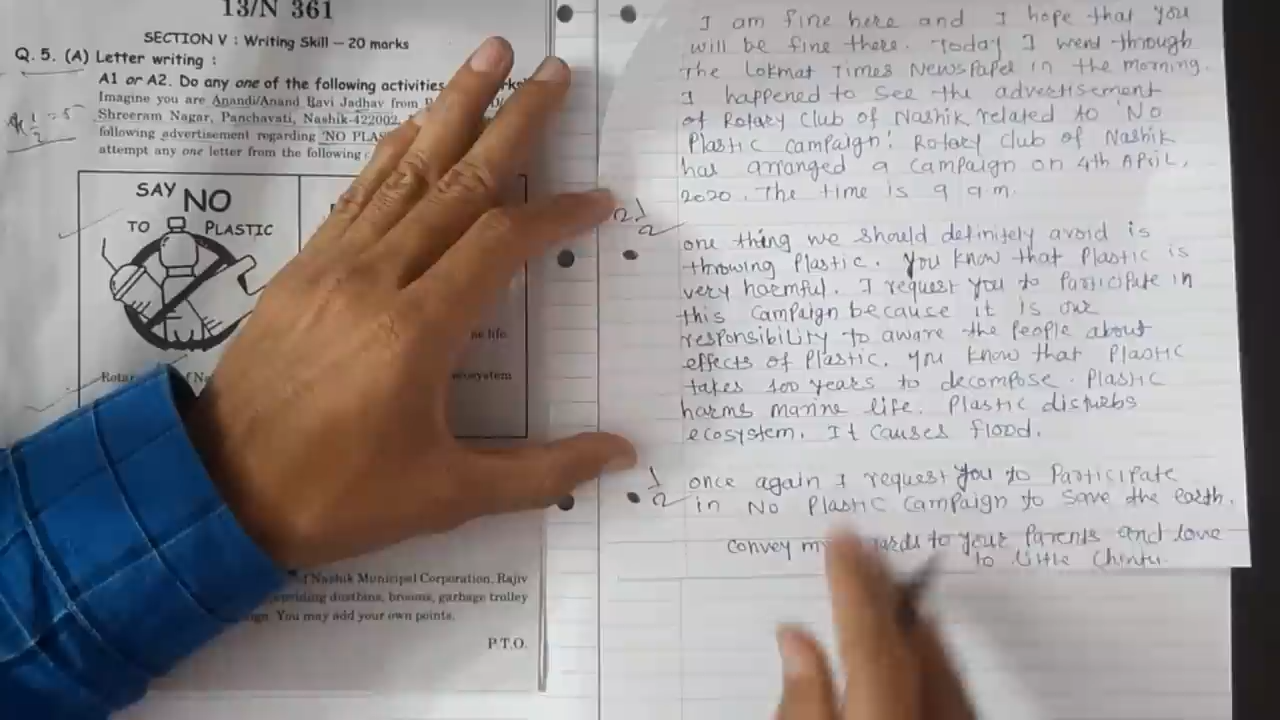 13/N 361
SECTION V : Writing Skill – 20 marks
Q. 5. (A) Letter writing :
A1 or A2. Do any one of the following activities
Imagine you are Anandi/Anand Ravi Jadhav from
Shreeram Nagar, Panchavati, Nashik-422002,
following advertisement regarding 'NO
attempt any one letter from the following
SAY NO
TO PLASTIC
life
ecosystem
Nashik Municipal Corporation, Rajiv
dustbins, brooms, garbage trolley
You may add your own points.
P.T.O.
I am fine here and I hope that you
will be fine there. Today I went through
The Lokmat Times Newspaper in the morning.
I happened to see the advertisement
of Rotary Club of Nashik related to 'No
Plastic campaign! Rotary Club of Nashik
has arranged a campaign on 4th April,
2020. The time is 9 a.m.
2 1/2
one thing we should definitely avoid is
throwing Plastic. You know that Plastic is
very harmful. I request you to Participate in
this campaign because it is our
responsibility to aware the People about
effects of Plastic. You know that Plastic
takes 100 years to decompose. Plastic
harms marine life. Plastic disturbs
ecosystem. It causes flood.
1/2
once again I request you to Participate
in No Plastic Campaign to save the earth.
convey to your Parents and love
to little Chintu.